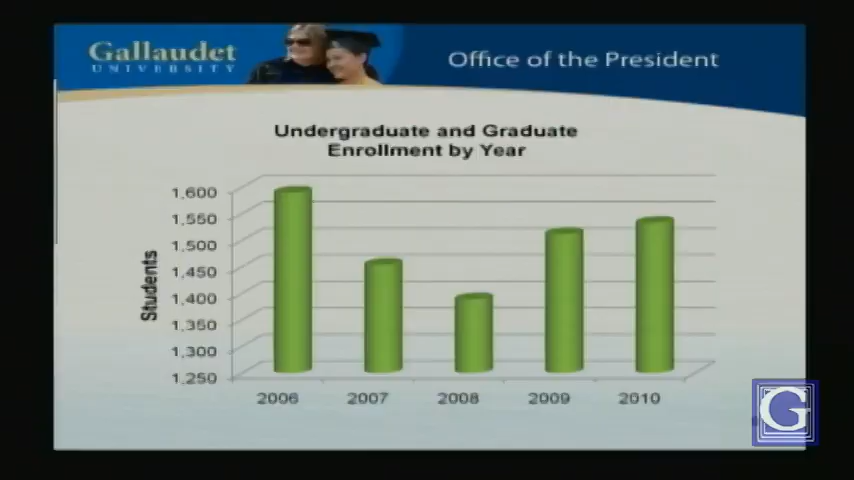 Gallaudet
UNIVERSITY
Office of the President
Undergraduate and Graduate
Enrollment by Year
Students
1,600
1,550
1,500
1,450
1,400
1,350
1,300
1,250
2006
2007
2008
2009
2010
G